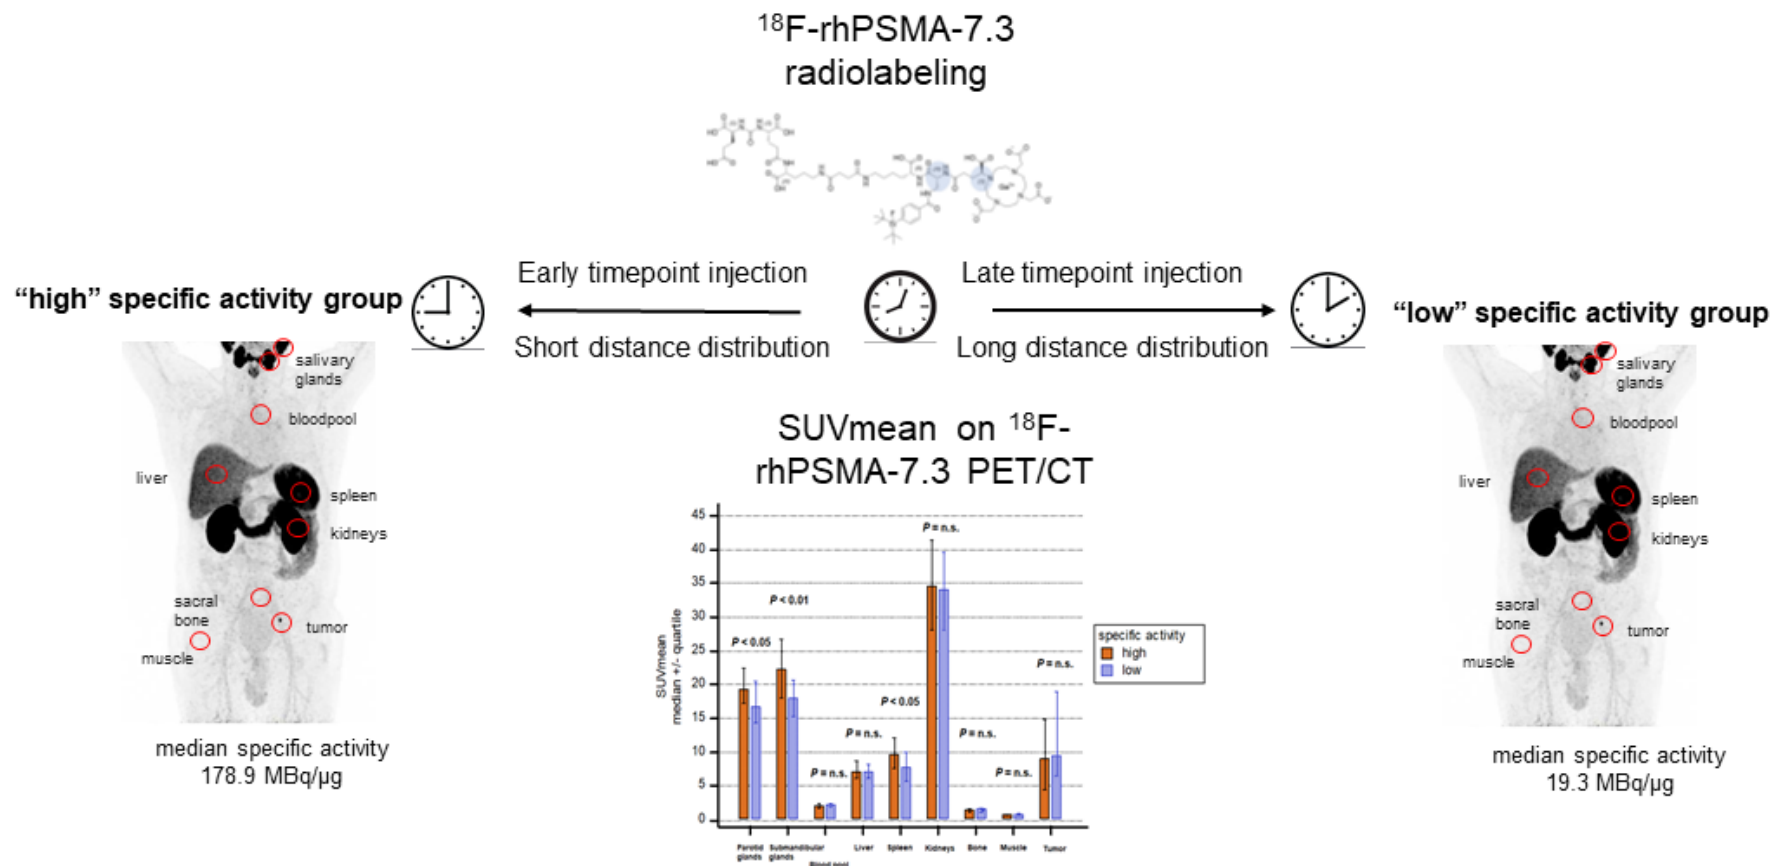 ¹⁸F-rhPSMA-7.3
radiolabeling
Early timepoint injection
Late timepoint injection
"high" specific activity group
"low" specific activity group
Short distance distribution
Long distance distribution
salivary
glands
bloodpool
liver
spleen
kidneys
sacral
bone
tumor
muscle
median specific activity
178.9 MBq/µg
SUVmean on ¹⁸F-
rhPSMA-7.3 PET/CT
SUVmean
median +/- quartile
45
40
35
30
25
20
15
10
5
0
P < 0.05
P < 0.01
P = n.s.
P = n.s.
P < 0.05
P = n.s.
P = n.s.
P = n.s.
P = n.s.
specific activity
high
low
Parotid
glands
Submandibular
glands
Blood pool
Liver
Spleen
Kidneys
Bone
Muscle
Tumor
salivary
glands
bloodpool
liver
spleen
kidneys
sacral
bone
tumor
muscle
median specific activity
19.3 MBq/µg